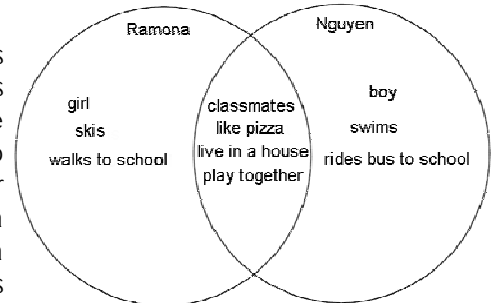 Ramona
Nguyen
girl
skis
walks to school
classmates
like pizza
live in a house
play together
boy
swims
rides bus to school